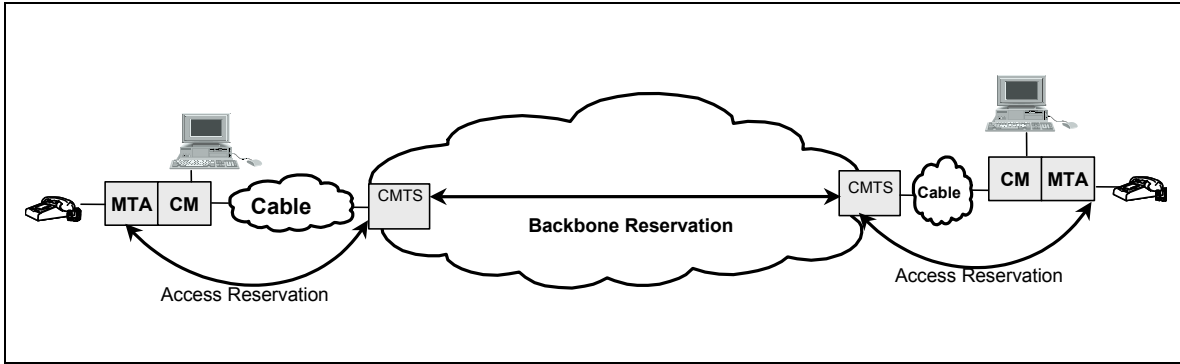 MTA
CM
Cable
CMTS
Backbone Reservation
CMTS
Cable
CM
MTA
Access Reservation
Access Reservation